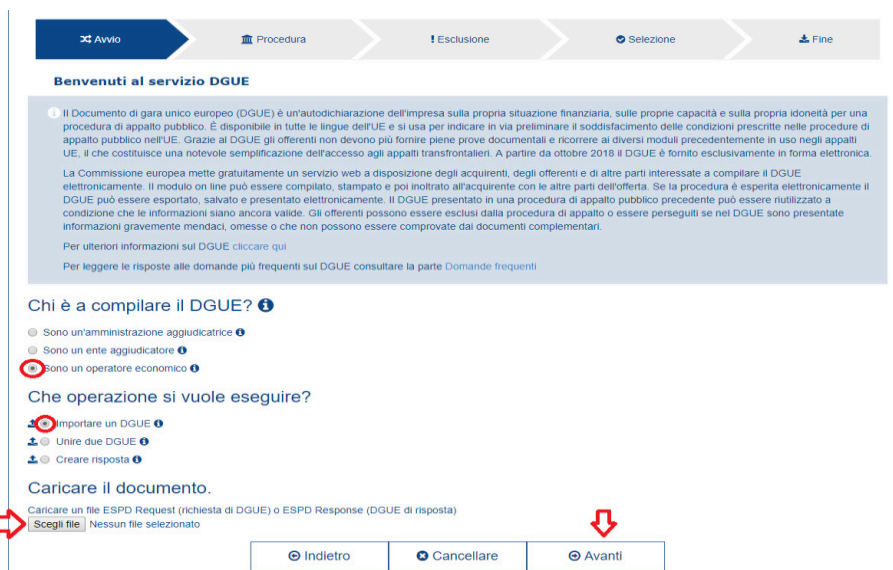 Avvio
Procedura
Esclusione
Selezione
Fine
Benvenuti al servizio DGUE
Il Documento di gara unico europeo (DGUE) è un'autodichiarazione dell'impresa sulla propria situazione finanziaria, sulle proprie capacità e sulla propria idoneità per una
procedura di appalto pubblico. È disponibile in tutte le lingue dell'UE e si usa per indicare in via preliminare il soddisfacimento delle condizioni prescritte nelle procedure di
appalto pubblico nell'UE. Grazie al DGUE gli offerenti non devono più fornire piene prove documentali e ricorrere ai diversi moduli precedentemente in uso negli appalti
UE, il che costituisce una notevole semplificazione dell'accesso agli appalti transfrontalieri. A partire da ottobre 2018 il DGUE è fornito esclusivamente in forma elettronica.
La Commissione europea mette gratuitamente un servizio web a disposizione degli acquirenti, degli offerenti e di altre parti interessate a compilare il DGUE
elettronicamente. Il modulo on line può essere compilato, stampato e poi inoltrato all'acquirente con le altre parti dell'offerta. Se la procedura è esperita elettronicamente il
DGUE può essere esportato, salvato e presentato elettronicamente. Il DGUE presentato in una procedura di appalto pubblico precedente può essere riutilizzato a
condizione che le informazioni siano ancora valide. Gli offerenti possono essere esclusi dalla procedura di appalto o essere perseguiti se nel DGUE sono presentate
informazioni gravemente mendaci, omesse o che non possono essere comprovate dai documenti complementari.
Per ulteriori informazioni sul DGUE cliccare qui
Per leggere le risposte alle domande più frequenti sul DGUE consultare la parte Domande frequenti
Chi è a compilare il DGUE?
Sono un'amministrazione aggiudicatrice
Sono un ente aggiudicatore
Sono un operatore economico
Che operazione si vuole eseguire?
Importare un DGUE
Unire due DGUE
Creare risposta
Caricare il documento.
Caricare un file ESPD Request (richiesta di DGUE) o ESPD Response (DGUE di risposta)
Scegli file Nessun file selezionato
Indietro
Cancellare
Avanti